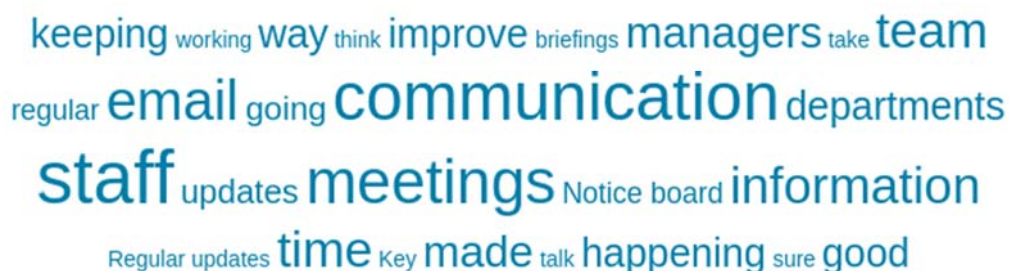 keeping working way think improve briefings managers take team
regular email going communication departments
staff updates meetings Notice board information
Regular updates time Key made talk happening sure good